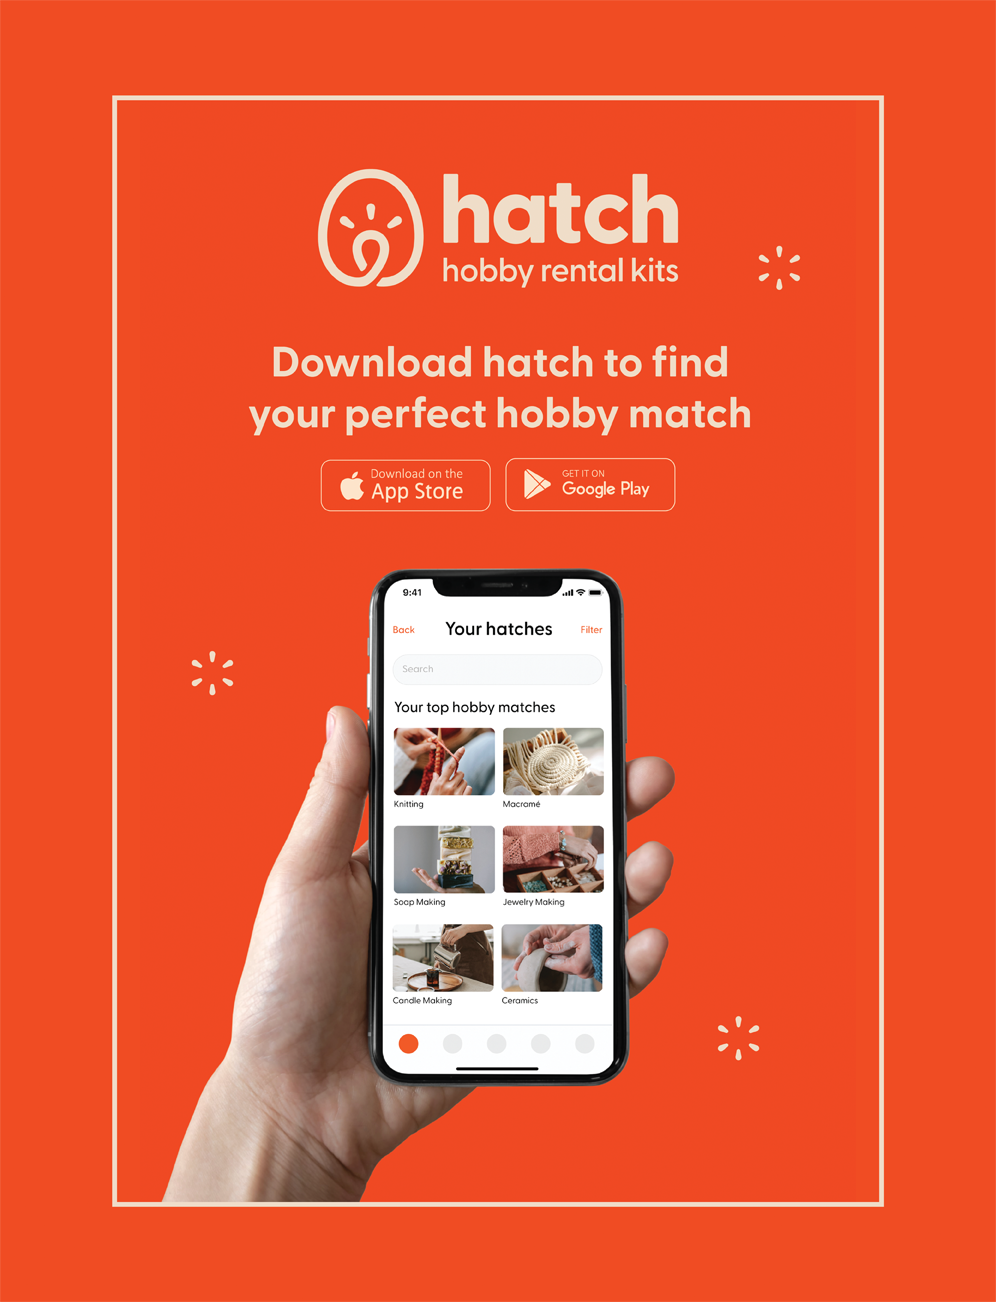 hatch
hobby rental kits
Download hatch to find
your perfect hobby match
Download on the
App Store
GET IT ON
Google Play
9:41
Back
Your hatches
Filter
Search
Your top hobby matches
Knitting
Macramé
Soap Making
Jewelry Making
Candle Making
Ceramics